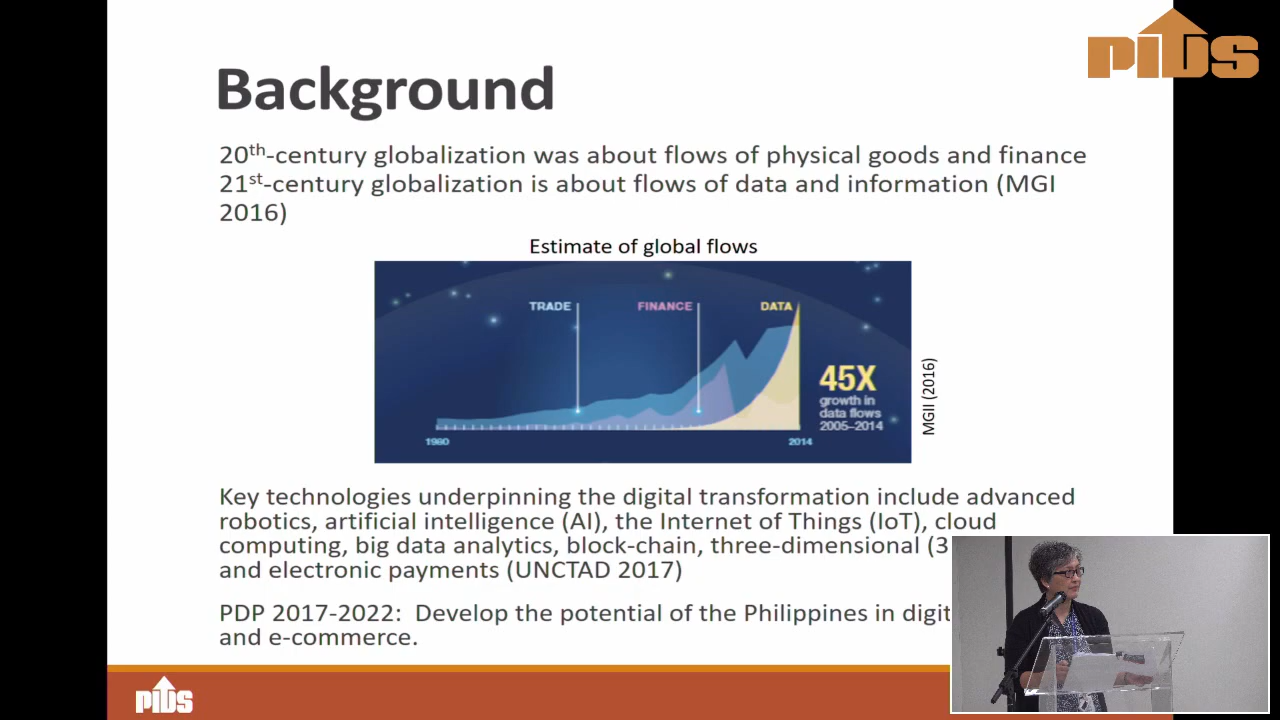 PIDS
Background
20th-century globalization was about flows of physical goods and finance
21st-century globalization is about flows of data and information (MGI
2016)
Estimate of global flows
TRADE
FINANCE
DATA
45X
growth in
data flows
2005–2014
1980
2014
MGII (2016)
Key technologies underpinning the digital transformation include advanced
robotics, artificial intelligence (AI), the Internet of Things (IoT), cloud
computing, big data analytics, block-chain, three-dimensional (3
and electronic payments (UNCTAD 2017)
PDP 2017-2022: Develop the potential of the Philippines in digit
and e-commerce.
PIDS